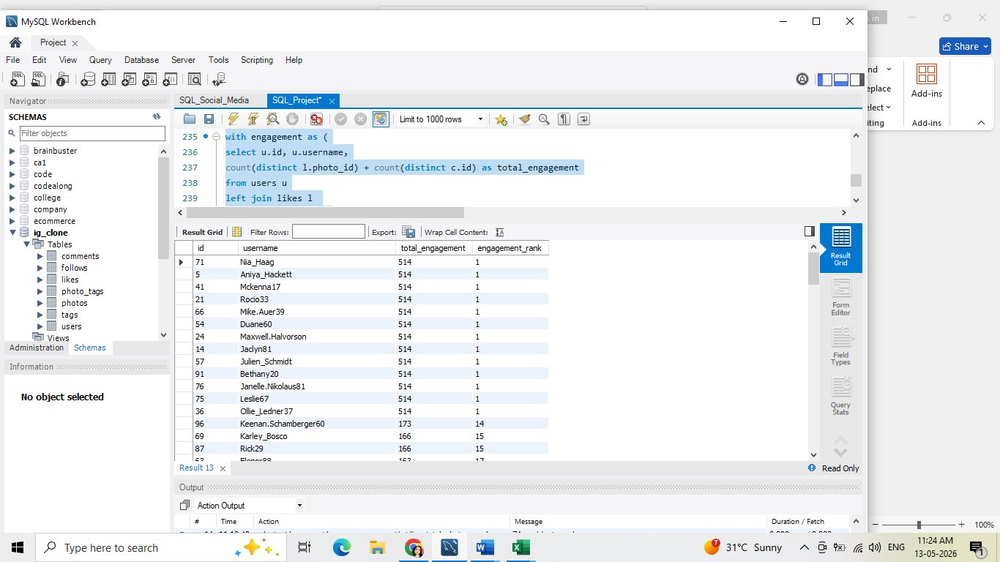 MySQL Workbench
Project
File Edit View Query Database Server Tools Scripting Help
Share
Navigator
SCHEMAS
Filter objects
brainbuster
ca1
code
codealong
college
company
ecommerce
ig_clone
Tables
comments
follows
likes
photo_tags
photos
tags
users
Views
Administration Schemas
Information
No object selected
SQL_Social_Media SQL_Project*
Limit to 1000 rows
235 with engagement as (
236 select u.id, u.username,
237 count(distinct l.photo_id) + count(distinct c.id) as total_engagement
238 from users u
239 left join likes l
Result Grid Filter Rows: Export: Wrap Cell Content:
id username total_engagement engagement_rank
71 Nia_Haag 514 1
5 Aniya_Hackett 514 1
41 Mckenna17 514 1
21 Rocio33 514 1
66 Mike.Auer39 514 1
54 Duane60 514 1
24 Maxwell.Halvorson 514 1
14 Jaclyn81 514 1
57 Julien_Schmidt 514 1
91 Bethany20 514 1
76 Janelle.Nikolaus81 514 1
75 Leslie67 514 1
36 Ollie_Ledner37 514 1
96 Keenan.Schamberger60 173 14
69 Karley_Bosco 166 15
87 Rick29 166 15
Result Grid
Form Editor
Field Types
Query Stats
Result 13
Read Only
Output
Action Output
# Time Action Message Duration / Fetch
in
nd
eplace
elect
iting
Add-ins
Add-ins
100%
Type here to search
7
31°C Sunny
ENG
11:24 AM
13-05-2026
1